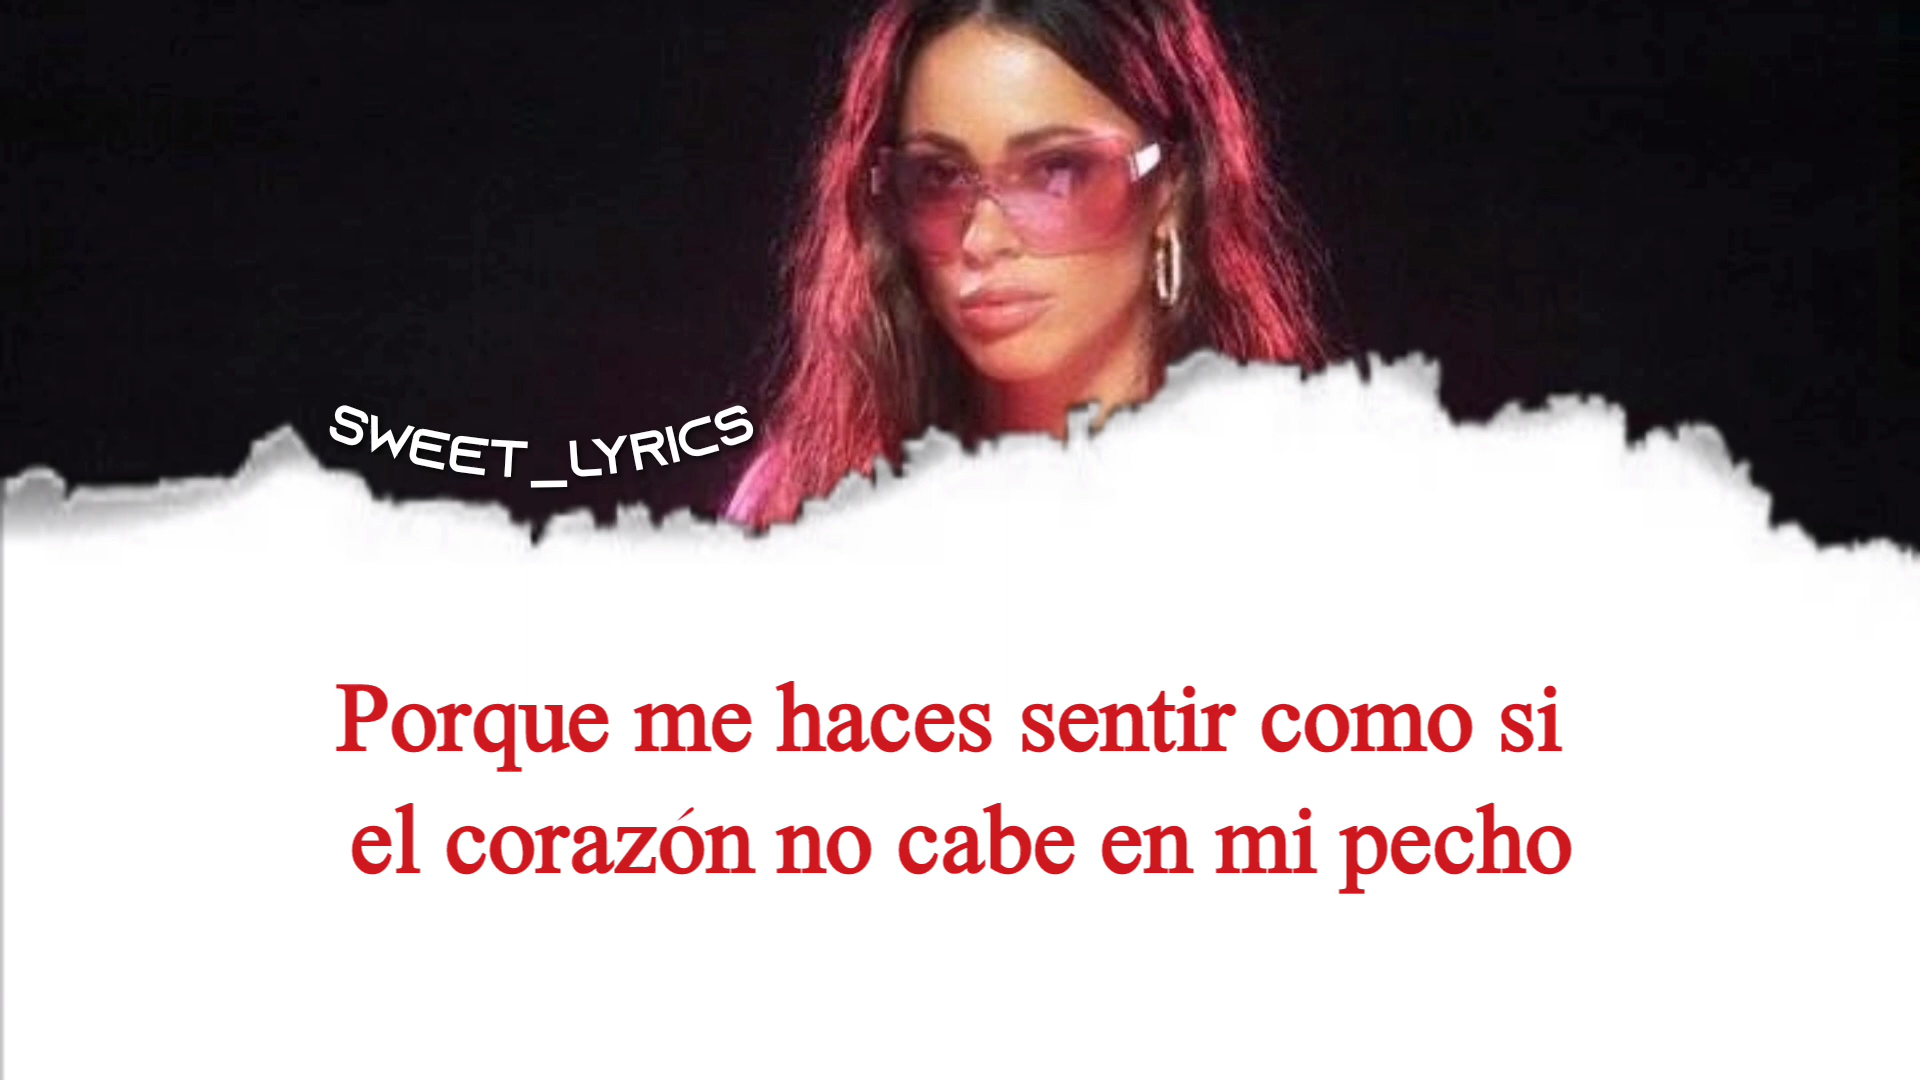 SWEET_LYRICS
Porque me haces sentir como si
el corazón no cabe en mi pecho